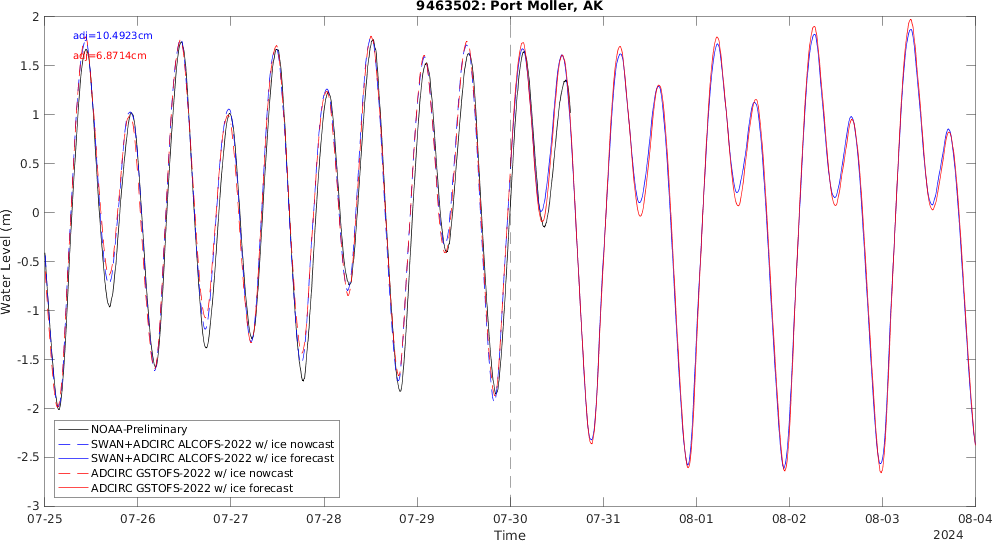 9463502: Port Moller, AK
adj=10.4923cm
adj=6.8714cm
Water Level (m)
2
1.5
1
0.5
0
-0.5
-1
-1.5
-2
-2.5
-3
NOAA-Preliminary
SWAN+ADCIRC ALCOFS-2022 w/ ice nowcast
SWAN+ADCIRC ALCOFS-2022 w/ ice forecast
ADCIRC GSTOFS-2022 w/ ice nowcast
ADCIRC GSTOFS-2022 w/ ice forecast
07-25 07-26 07-27 07-28 07-29 07-30 07-31 08-01 08-02 08-03 08-04
Time
2024